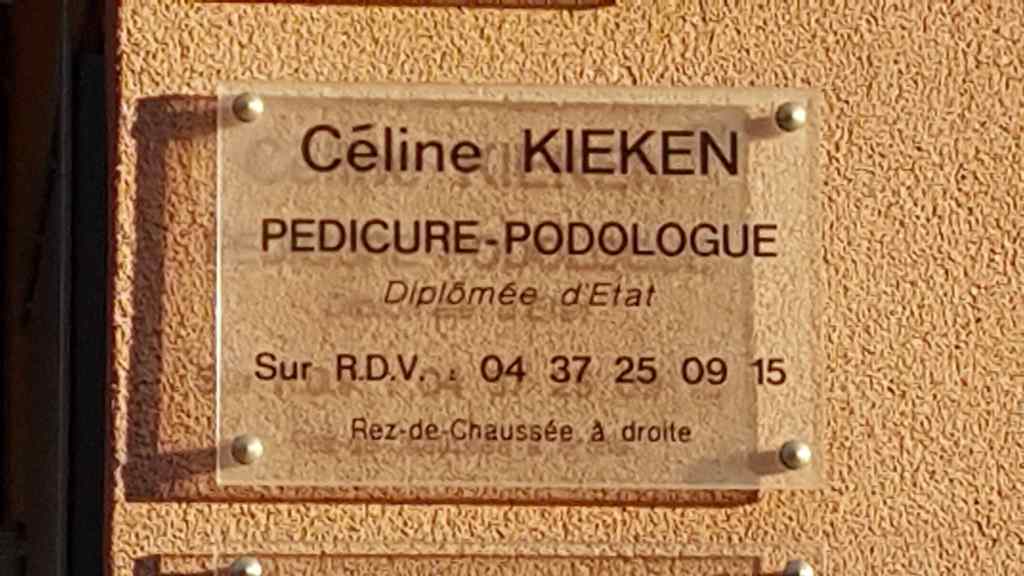 Céline KIEKEN
PEDICURE-PODOLOGUE
Diplômée d'Etat
Sur R.D.V. : 04 37 25 09 15
Rez-de-Chaussée à droite